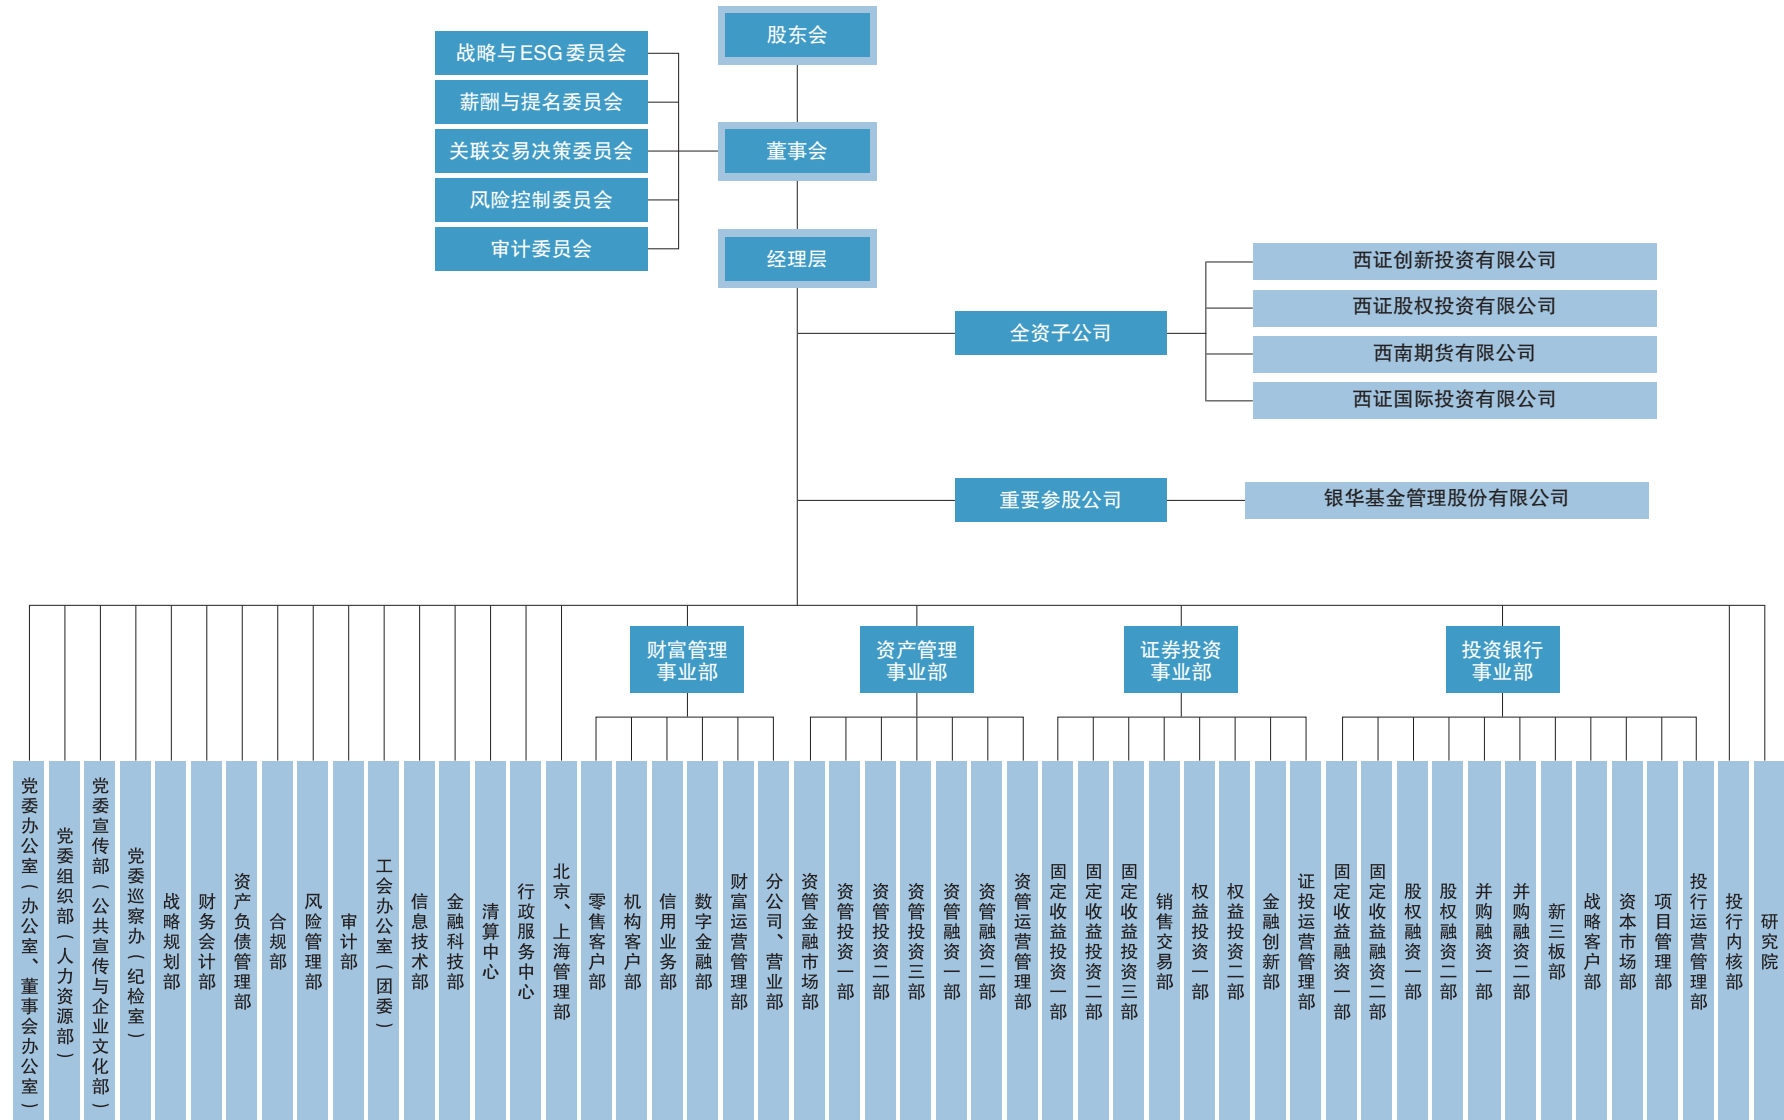 股东会
战略与ESG委员会
薪酬与提名委员会
关联交易决策委员会
风险控制委员会
审计委员会
董事会
经理层
全资子公司
西证创新投资有限公司
西证股权投资有限公司
西南期货有限公司
西证国际投资有限公司
重要参股公司
银华基金管理股份有限公司
财富管理
事业部
资产管理
事业部
证券投资
事业部
投资银行
事业部
党委办公室（办公室、董事会办公室）
党委组织部（人力资源部）
党委宣传部（公共宣传与企业文化部）
党委巡察办（纪检室）
战略规划部
财务会计部
资产负债管理部
合规部
风险管理部
审计部
工会办公室（团委）
信息技术部
金融科技部
清算中心
行政服务中心
北京、上海管理部
零售客户部
机构客户部
信用业务部
数字金融部
财富运营管理部
分公司、营业部
资管金融市场部
资管投资一部
资管投资二部
资管投资三部
资管融资一部
资管融资二部
资管运营管理部
固定收益投资一部
固定收益投资二部
固定收益投资三部
销售交易部
权益投资一部
权益投资二部
金融创新部
证投运营管理部
固定收益融资一部
固定收益融资二部
股权融资一部
股权融资二部
并购融资一部
并购融资二部
新三板部
战略客户部
资本市场部
项目管理部
投行运营管理部
投行内核部
研究院